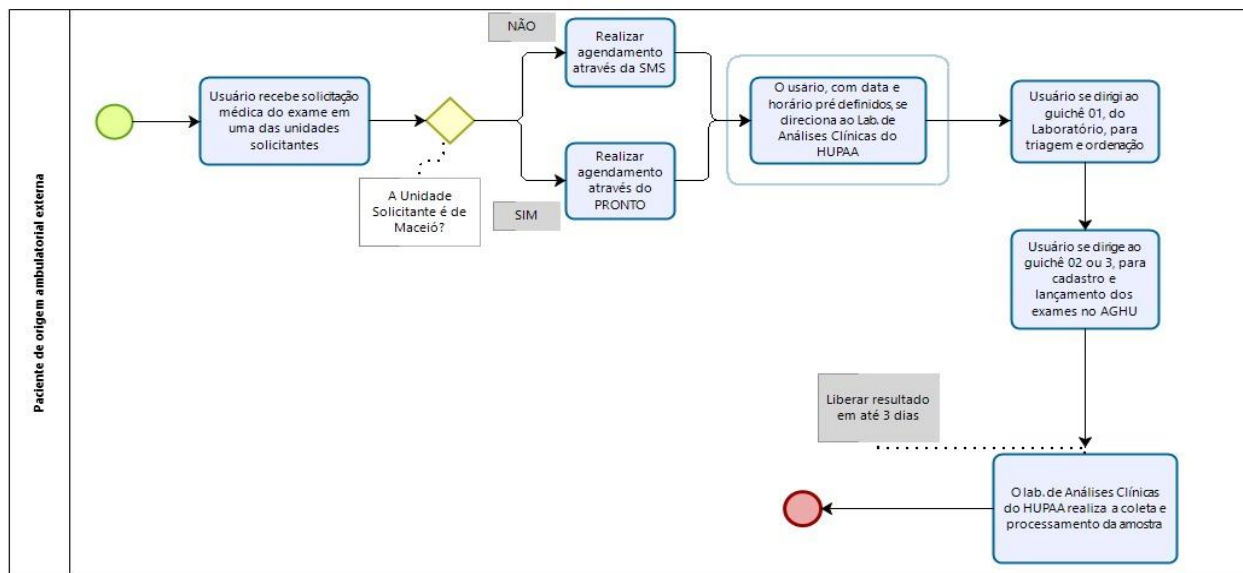 Paciente de origem ambulatorial externa
Usuário recebe solicitação
médica do exame em
uma das unidades
solicitantes
A Unidade
Solicitante é de
Maceió?
NÃO
Realizar
agendamento
através da SMS
SIM
Realizar
agendamento
através do
PRONTO
O usario, com data e
horário pré definidos, se
direciona ao Lab. de
Análises Clínicas do
HUPAA
Usuário se dirigi ao
guichê 01, do
Laboratório, para
triagem e ordenação
Usuário se dirige ao
guichê 02 ou 3, para
cadastro e
lançamento dos
exames no AGHU
Liberar resultado
em até 3 dias
O lab. de Análises Clínicas
do HUPAA realiza a coleta e
processamento da amostra